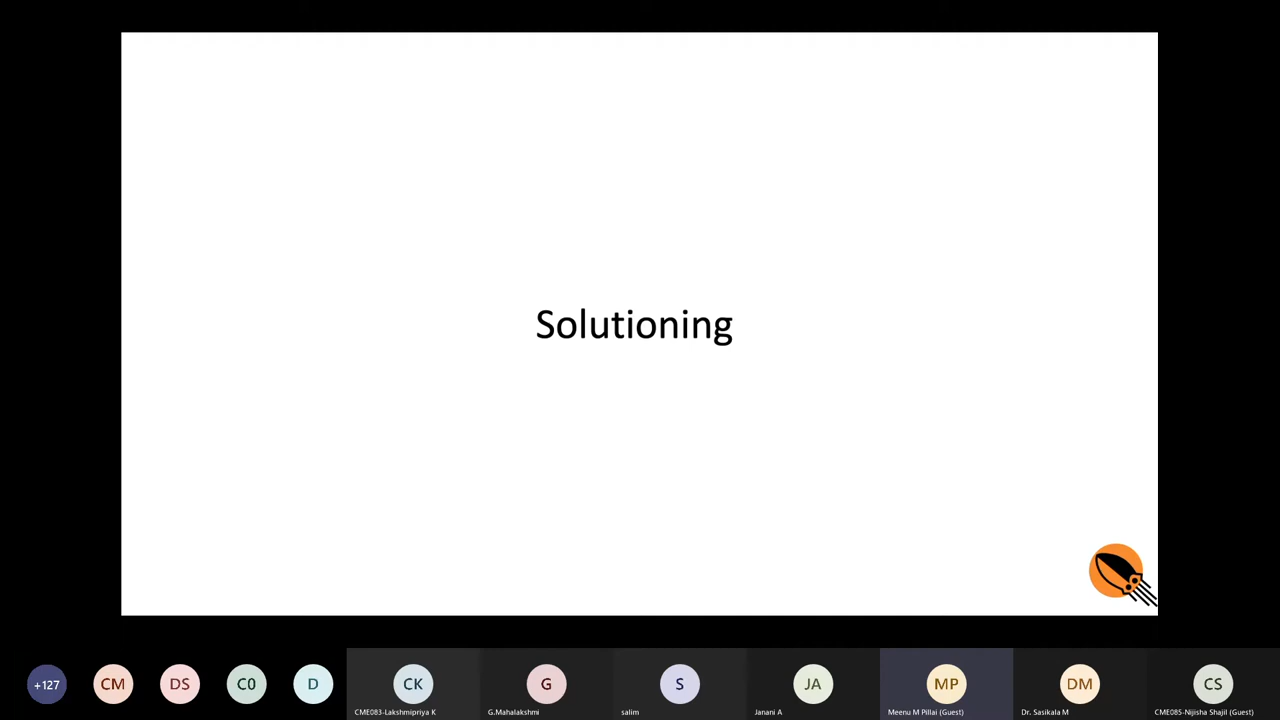 Solutioning
+127
CM
DS
C0
D
CK
G
S
JA
MP
DM
CS
CME083-Lakshmipriya K
G.Mahalakshmi
salim
Janani A
Meenu M Pillai (Guest)
Dr. Sasikala M
CME085-Nijisha Shajil (Guest)